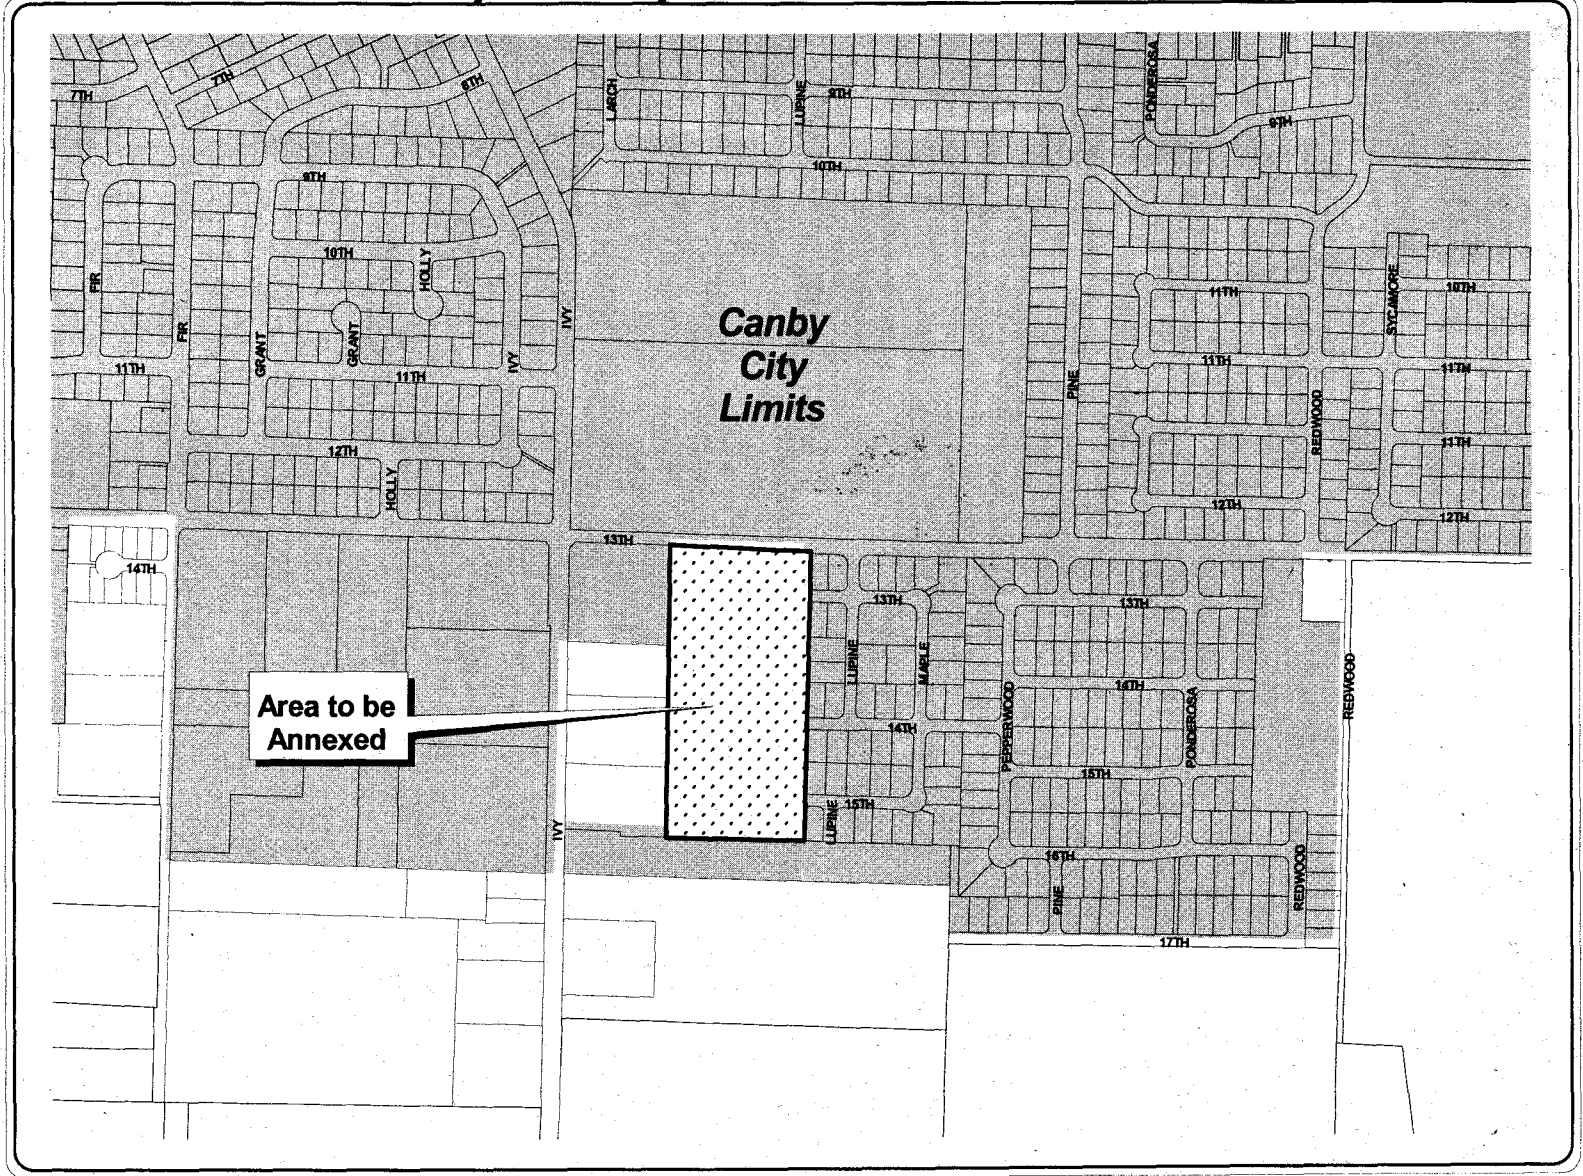 7TH
7TH
6TH
LARCH
LUPINE
9TH
PONDEROSA
9TH
9TH
10TH
10TH
HOLLY
FIR
FIR
GRANT
GRANT
11TH
11TH
IVY
IVY
Canby
City
Limits
PINE
11TH
11TH
SYCAMORE
10TH
11TH
REDWOOD
11TH
12TH
HOLLY
12TH
12TH
13TH
14TH
13TH
LUPINE
MAPLE
13TH
14TH
PEPPERWOOD
PONDEROSA
REDWOOD
Area to be
Annexed
14TH
15TH
15TH
LUPINE
IVY
16TH
PINE
REDWOOD
17TH